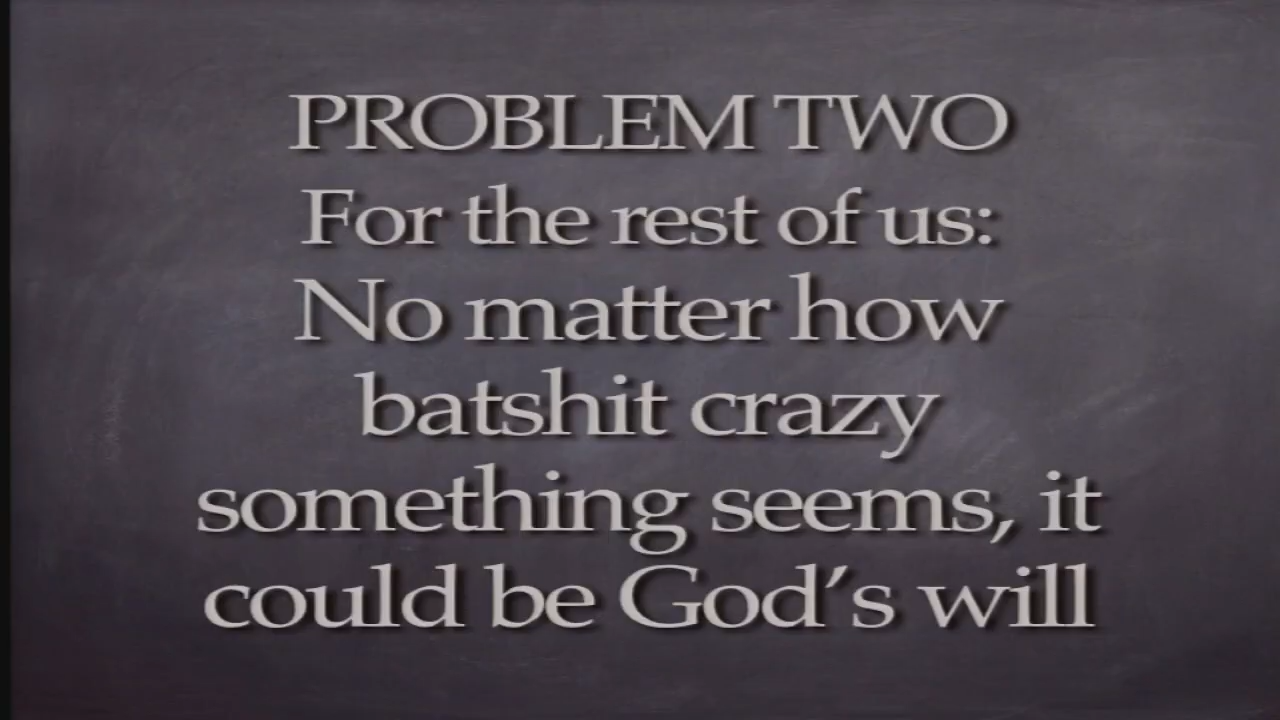 PROBLEM TWO
For the rest of us:
No matter how
batshit crazy
something seems, it
could be God’s will